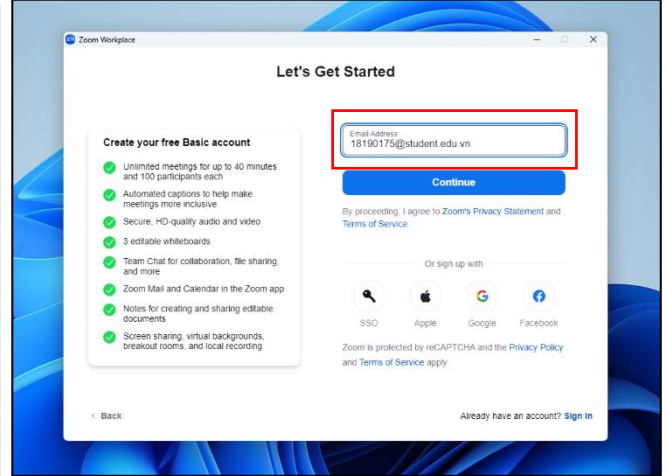 Zoom Workplace
Let's Get Started
Create your free Basic account
Unlimited meetings for up to 40 minutes
and 100 participants each
Automated captions to help make
meetings more inclusive
Secure, HD-quality audio and video
3 editable whiteboards
Team Chat for collaboration, file sharing,
and more
Zoom Mail and Calendar in the Zoom app
Notes for creating and sharing editable
documents
Screen sharing, virtual backgrounds,
breakout rooms, and local recording
Email Address
18190175@student.edu.vn
Continue
By proceeding, I agree to Zoom's Privacy Statement and
Terms of Service.
Or sign up with
SSO
Apple
Google
Facebook
Zoom is protected by reCAPTCHA and the Privacy Policy
and Terms of Service apply.
< Back
Already have an account? Sign In